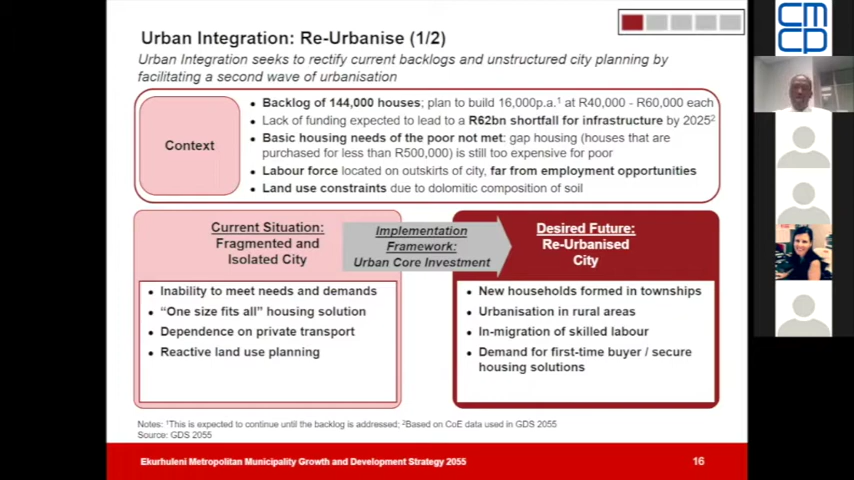 Urban Integration: Re-Urbanise (1/2)
Urban Integration seeks to rectify current backlogs and unstructured city planning by
facilitating a second wave of urbanisation
Context
• Backlog of 144,000 houses; plan to build 16,000p.a.¹ at R40,000 - R60,000 each
• Lack of funding expected to lead to a R62bn shortfall for infrastructure by 2025²
• Basic housing needs of the poor not met: gap housing (houses that are
purchased for less than R500,000) is still too expensive for poor
• Labour force located on outskirts of city, far from employment opportunities
• Land use constraints due to dolomitic composition of soil
Current Situation:
Fragmented and
Isolated City
• Inability to meet needs and demands
• “One size fits all” housing solution
• Dependence on private transport
• Reactive land use planning
Implementation
Framework:
Urban Core Investment
Desired Future:
Re-Urbanised
City
• New households formed in townships
• Urbanisation in rural areas
• In-migration of skilled labour
• Demand for first-time buyer / secure
housing solutions
Notes: ¹This is expected to continue until the backlog is addressed; ²Based on CoE data used in GDS 2055
Source: GDS 2055
Ekurhuleni Metropolitan Municipality Growth and Development Strategy 2055
16
CM
CP